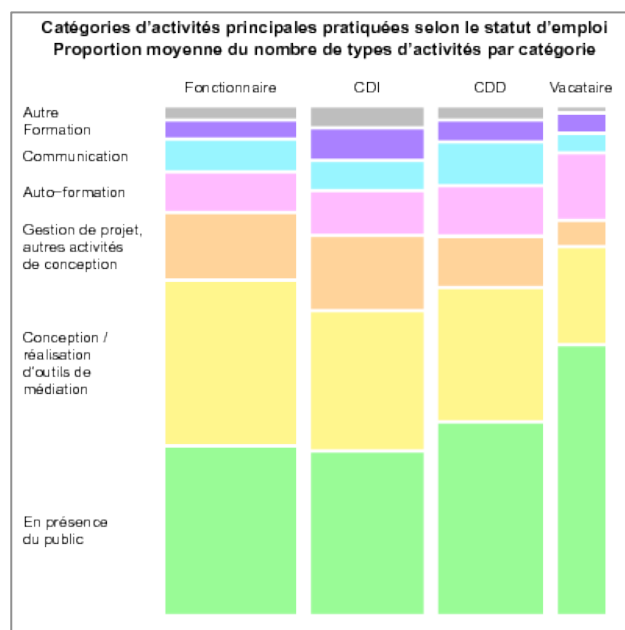 Catégories d'activités principales pratiquées selon le statut d'emploi
Proportion moyenne du nombre de types d'activités par catégorie
Fonctionnaire CDI CDD Vacataire
Autre
Formation
Communication
Auto-formation
Gestion de projet,
autres activités
de conception
Conception /
réalisation
d'outils de
médiation
En présence
du public